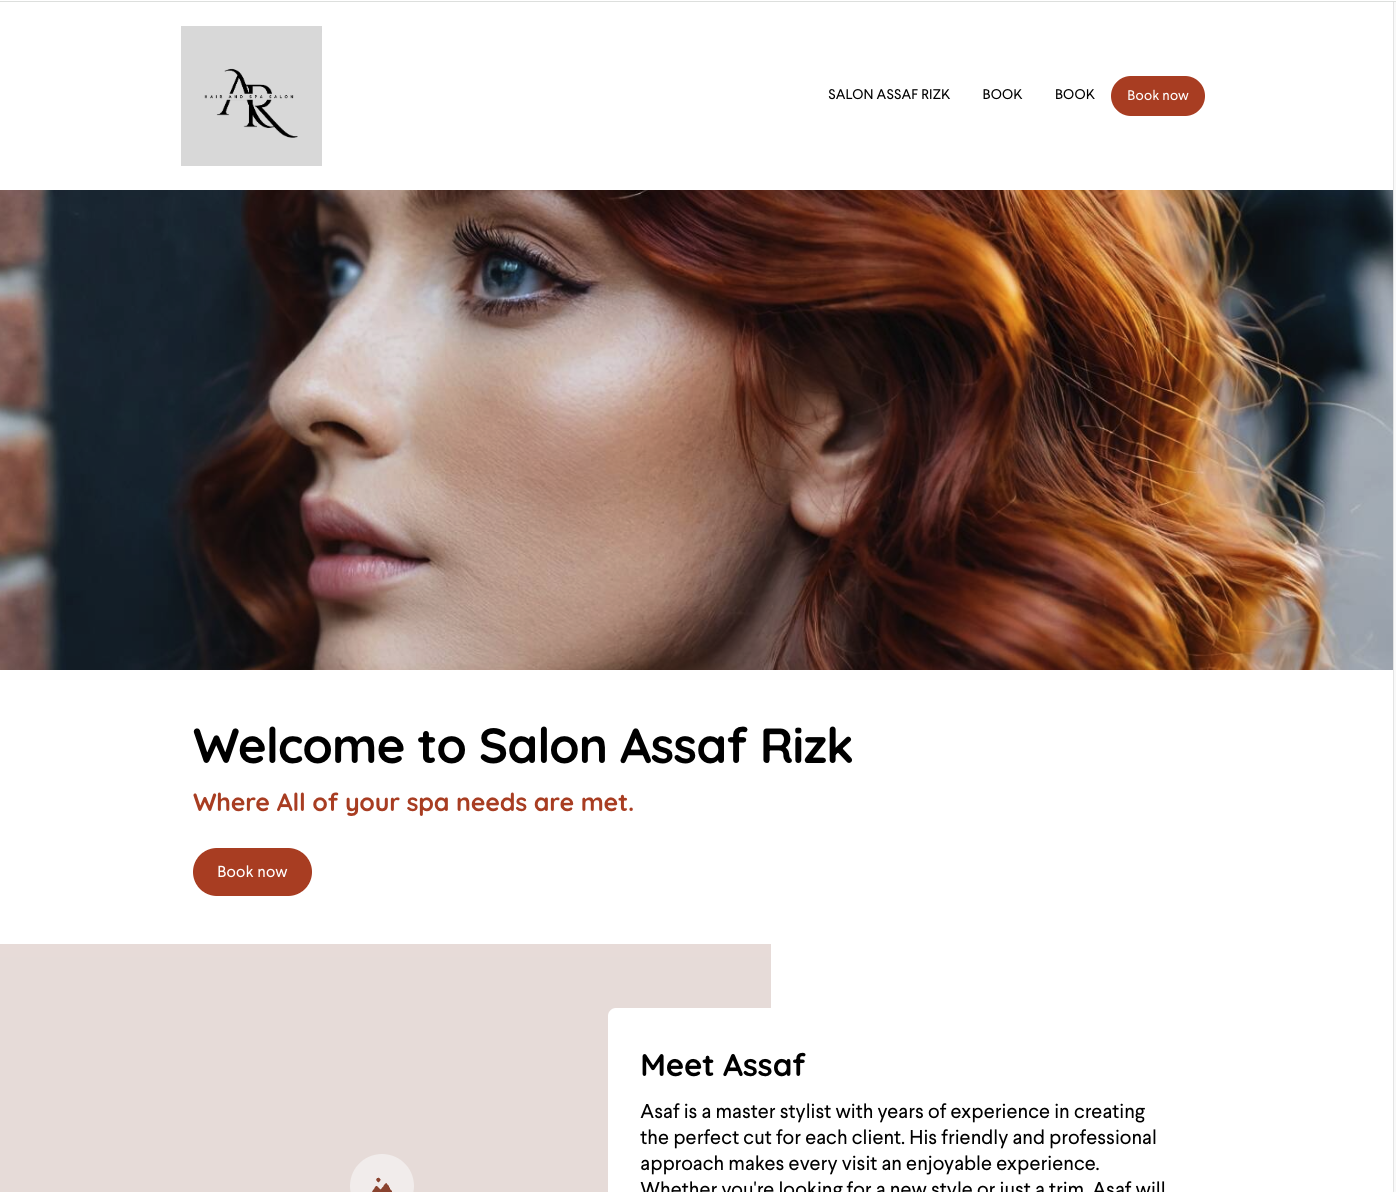 AR
HAIR AND SPA SALON
SALON ASSAF RIZK BOOK BOOK Book now
Welcome to Salon Assaf Rizk
Where All of your spa needs are met.
Book now
Meet Assaf
Asaf is a master stylist with years of experience in creating
the perfect cut for each client. His friendly and professional
approach makes every visit an enjoyable experience.
Whether you're looking for a new style or just a trim, Asaf will